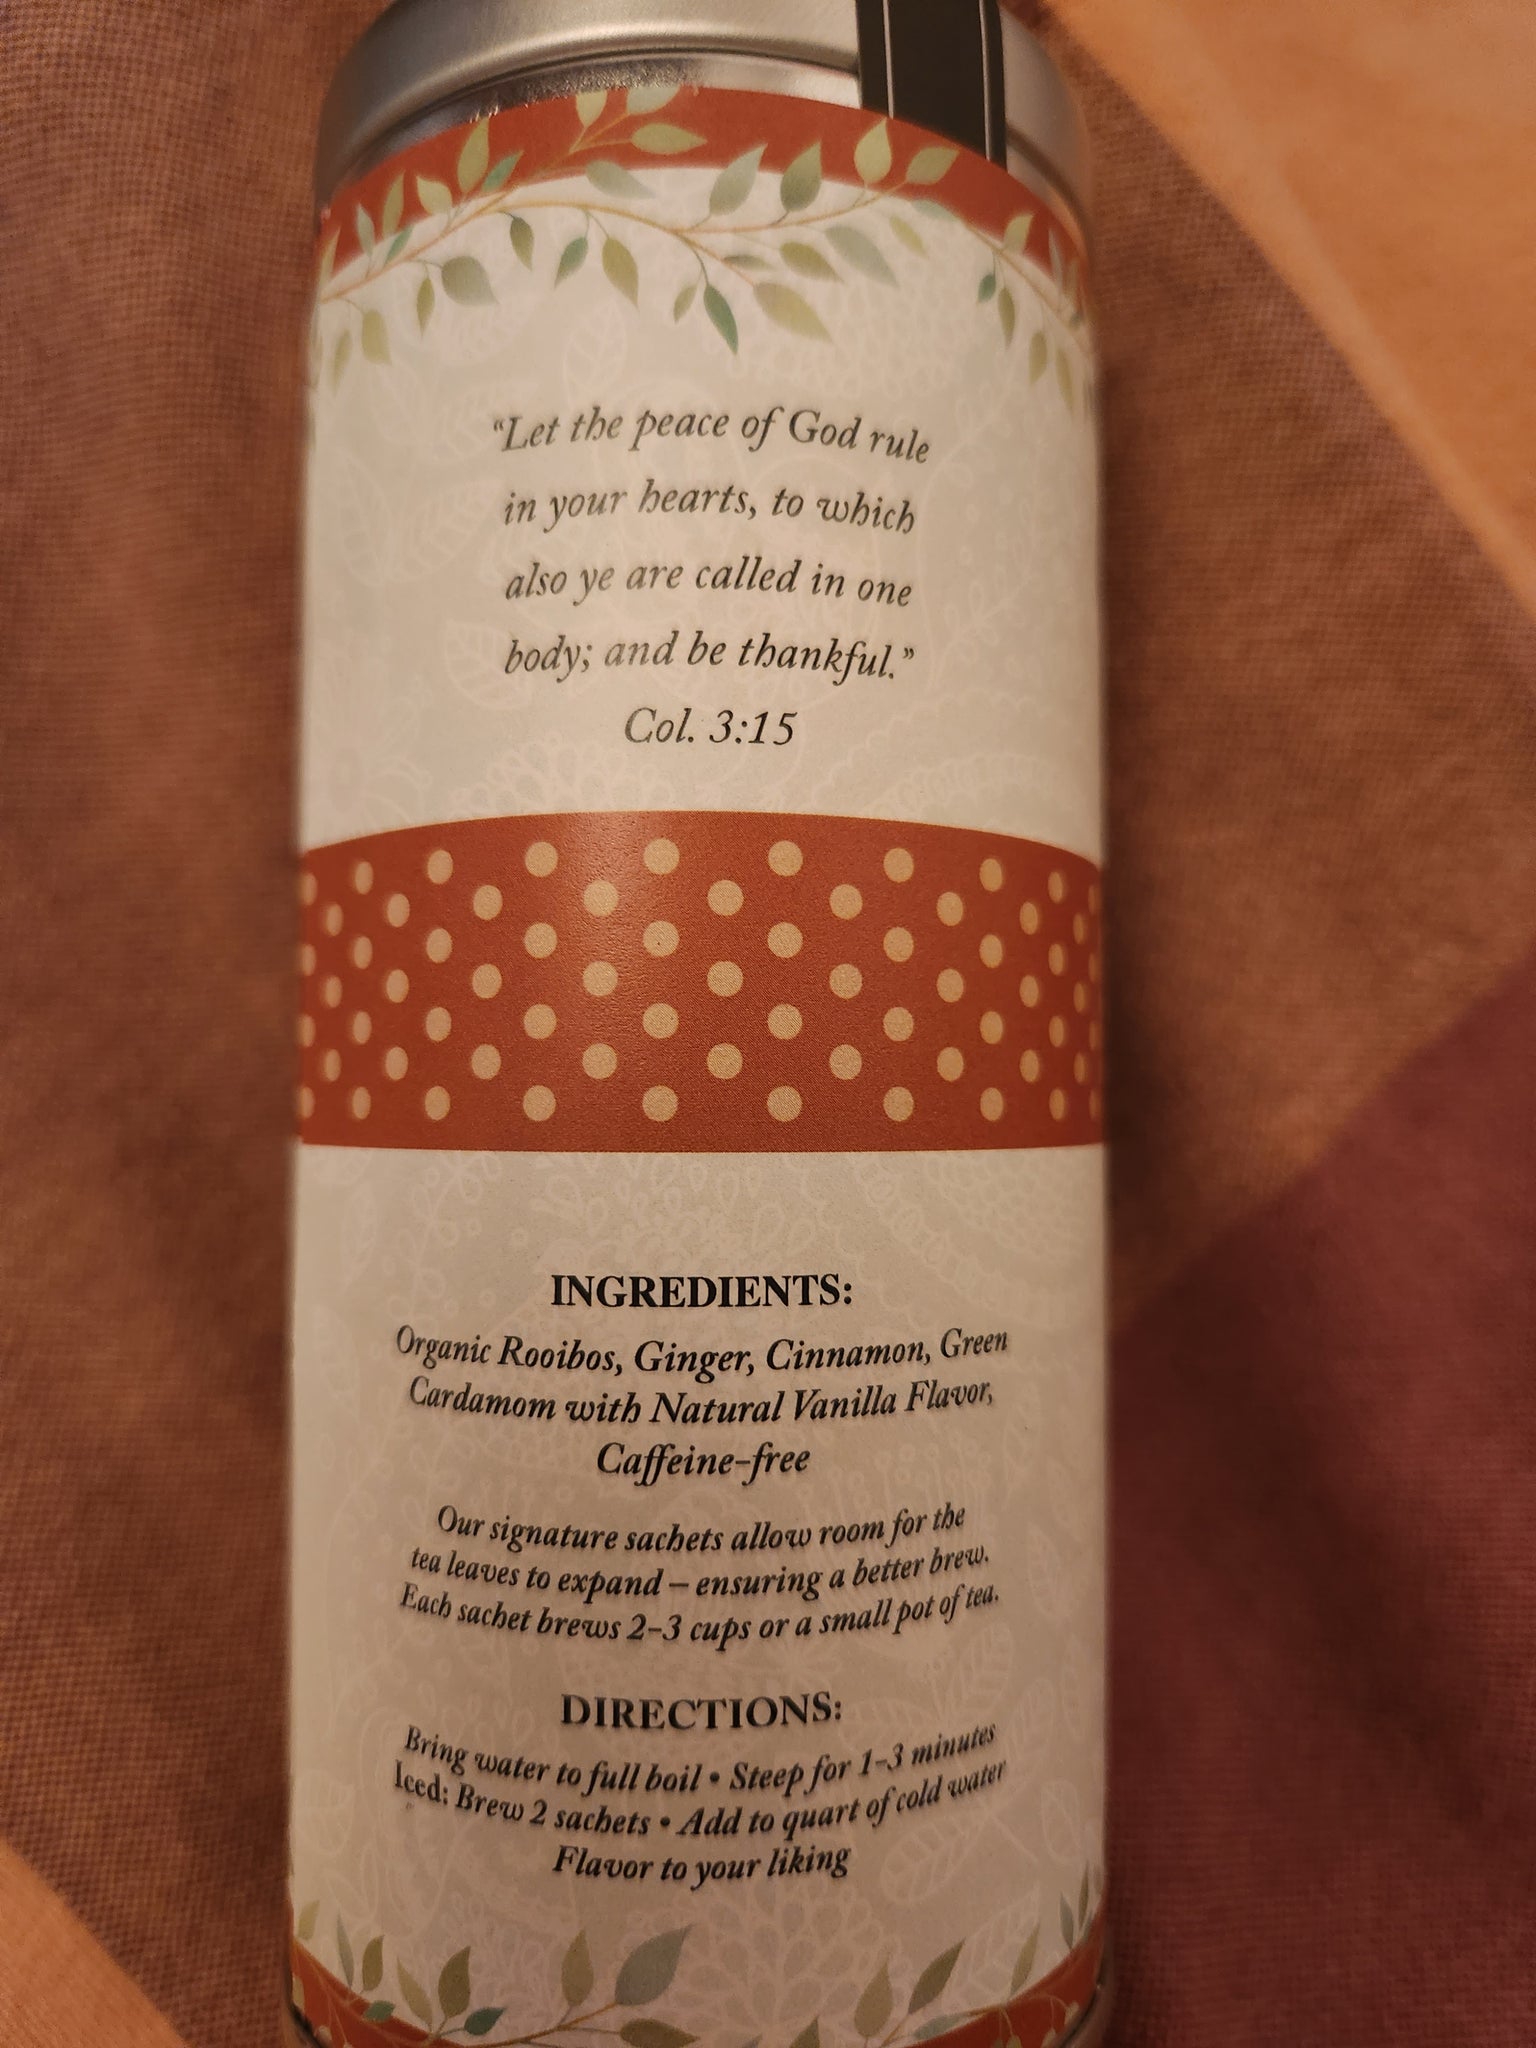 “Let the peace of God rule
in your hearts, to which
also ye are called in one
body; and be thankful.”
Col. 3:15
INGREDIENTS:
Organic Rooibos, Ginger, Cinnamon, Green
Cardamom with Natural Vanilla Flavor,
Caffeine-free
Our signature sachets allow room for the
tea leaves to expand – ensuring a better brew.
Each sachet brews 2-3 cups or a small pot of tea.
DIRECTIONS:
Bring water to full boil • Steep for 1-3 minutes
Iced: Brew 2 sachets • Add to quart of cold water
Flavor to your liking